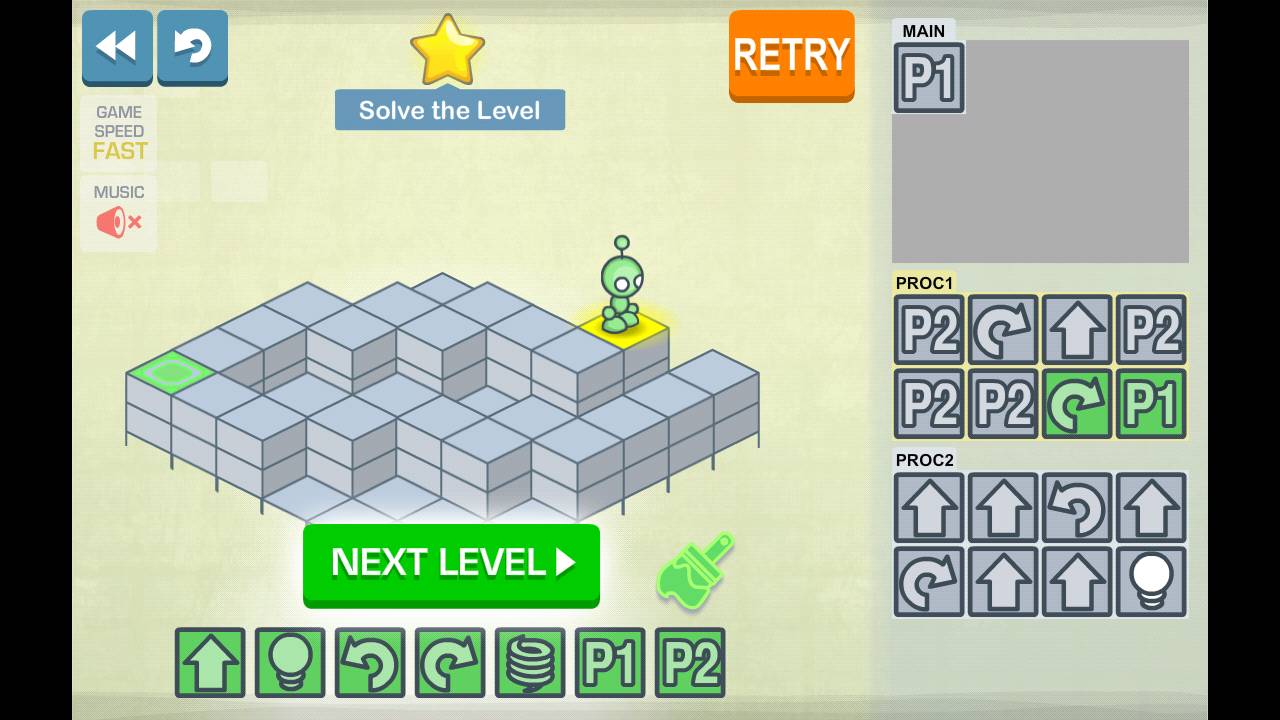 Solve the Level
RETRY
GAME
SPEED
FAST
MUSIC
MAIN
P1
PROC1
P2 P2
P2 P2 P1
PROC2
NEXT LEVEL
P1 P2